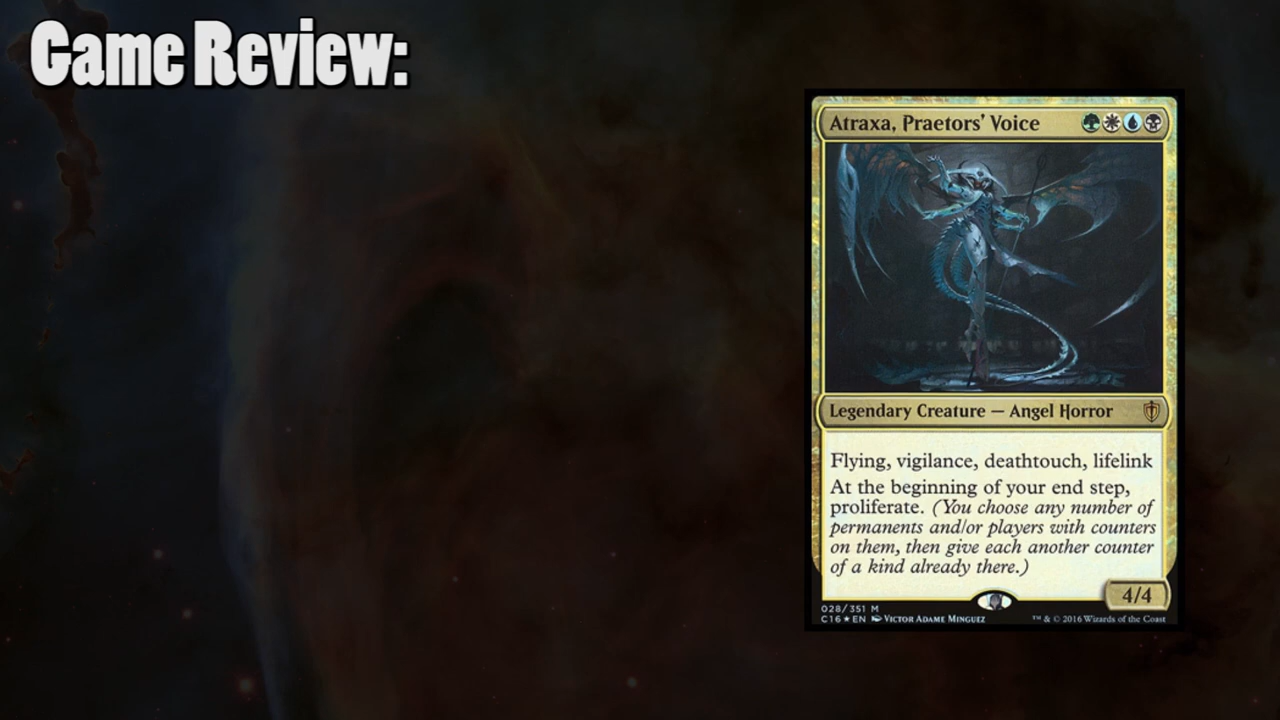 Game Review:
Atraxa, Praetors' Voice
Legendary Creature — Angel Horror
Flying, vigilance, deathtouch, lifelink
At the beginning of your end step,
proliferate. (You choose any number of
permanents and/or players with counters
on them, then give each another counter
of a kind already there.)
4/4
028/351 M
C16★EN Victor Adame Minguez
™ & © 2016 Wizards of the Coast